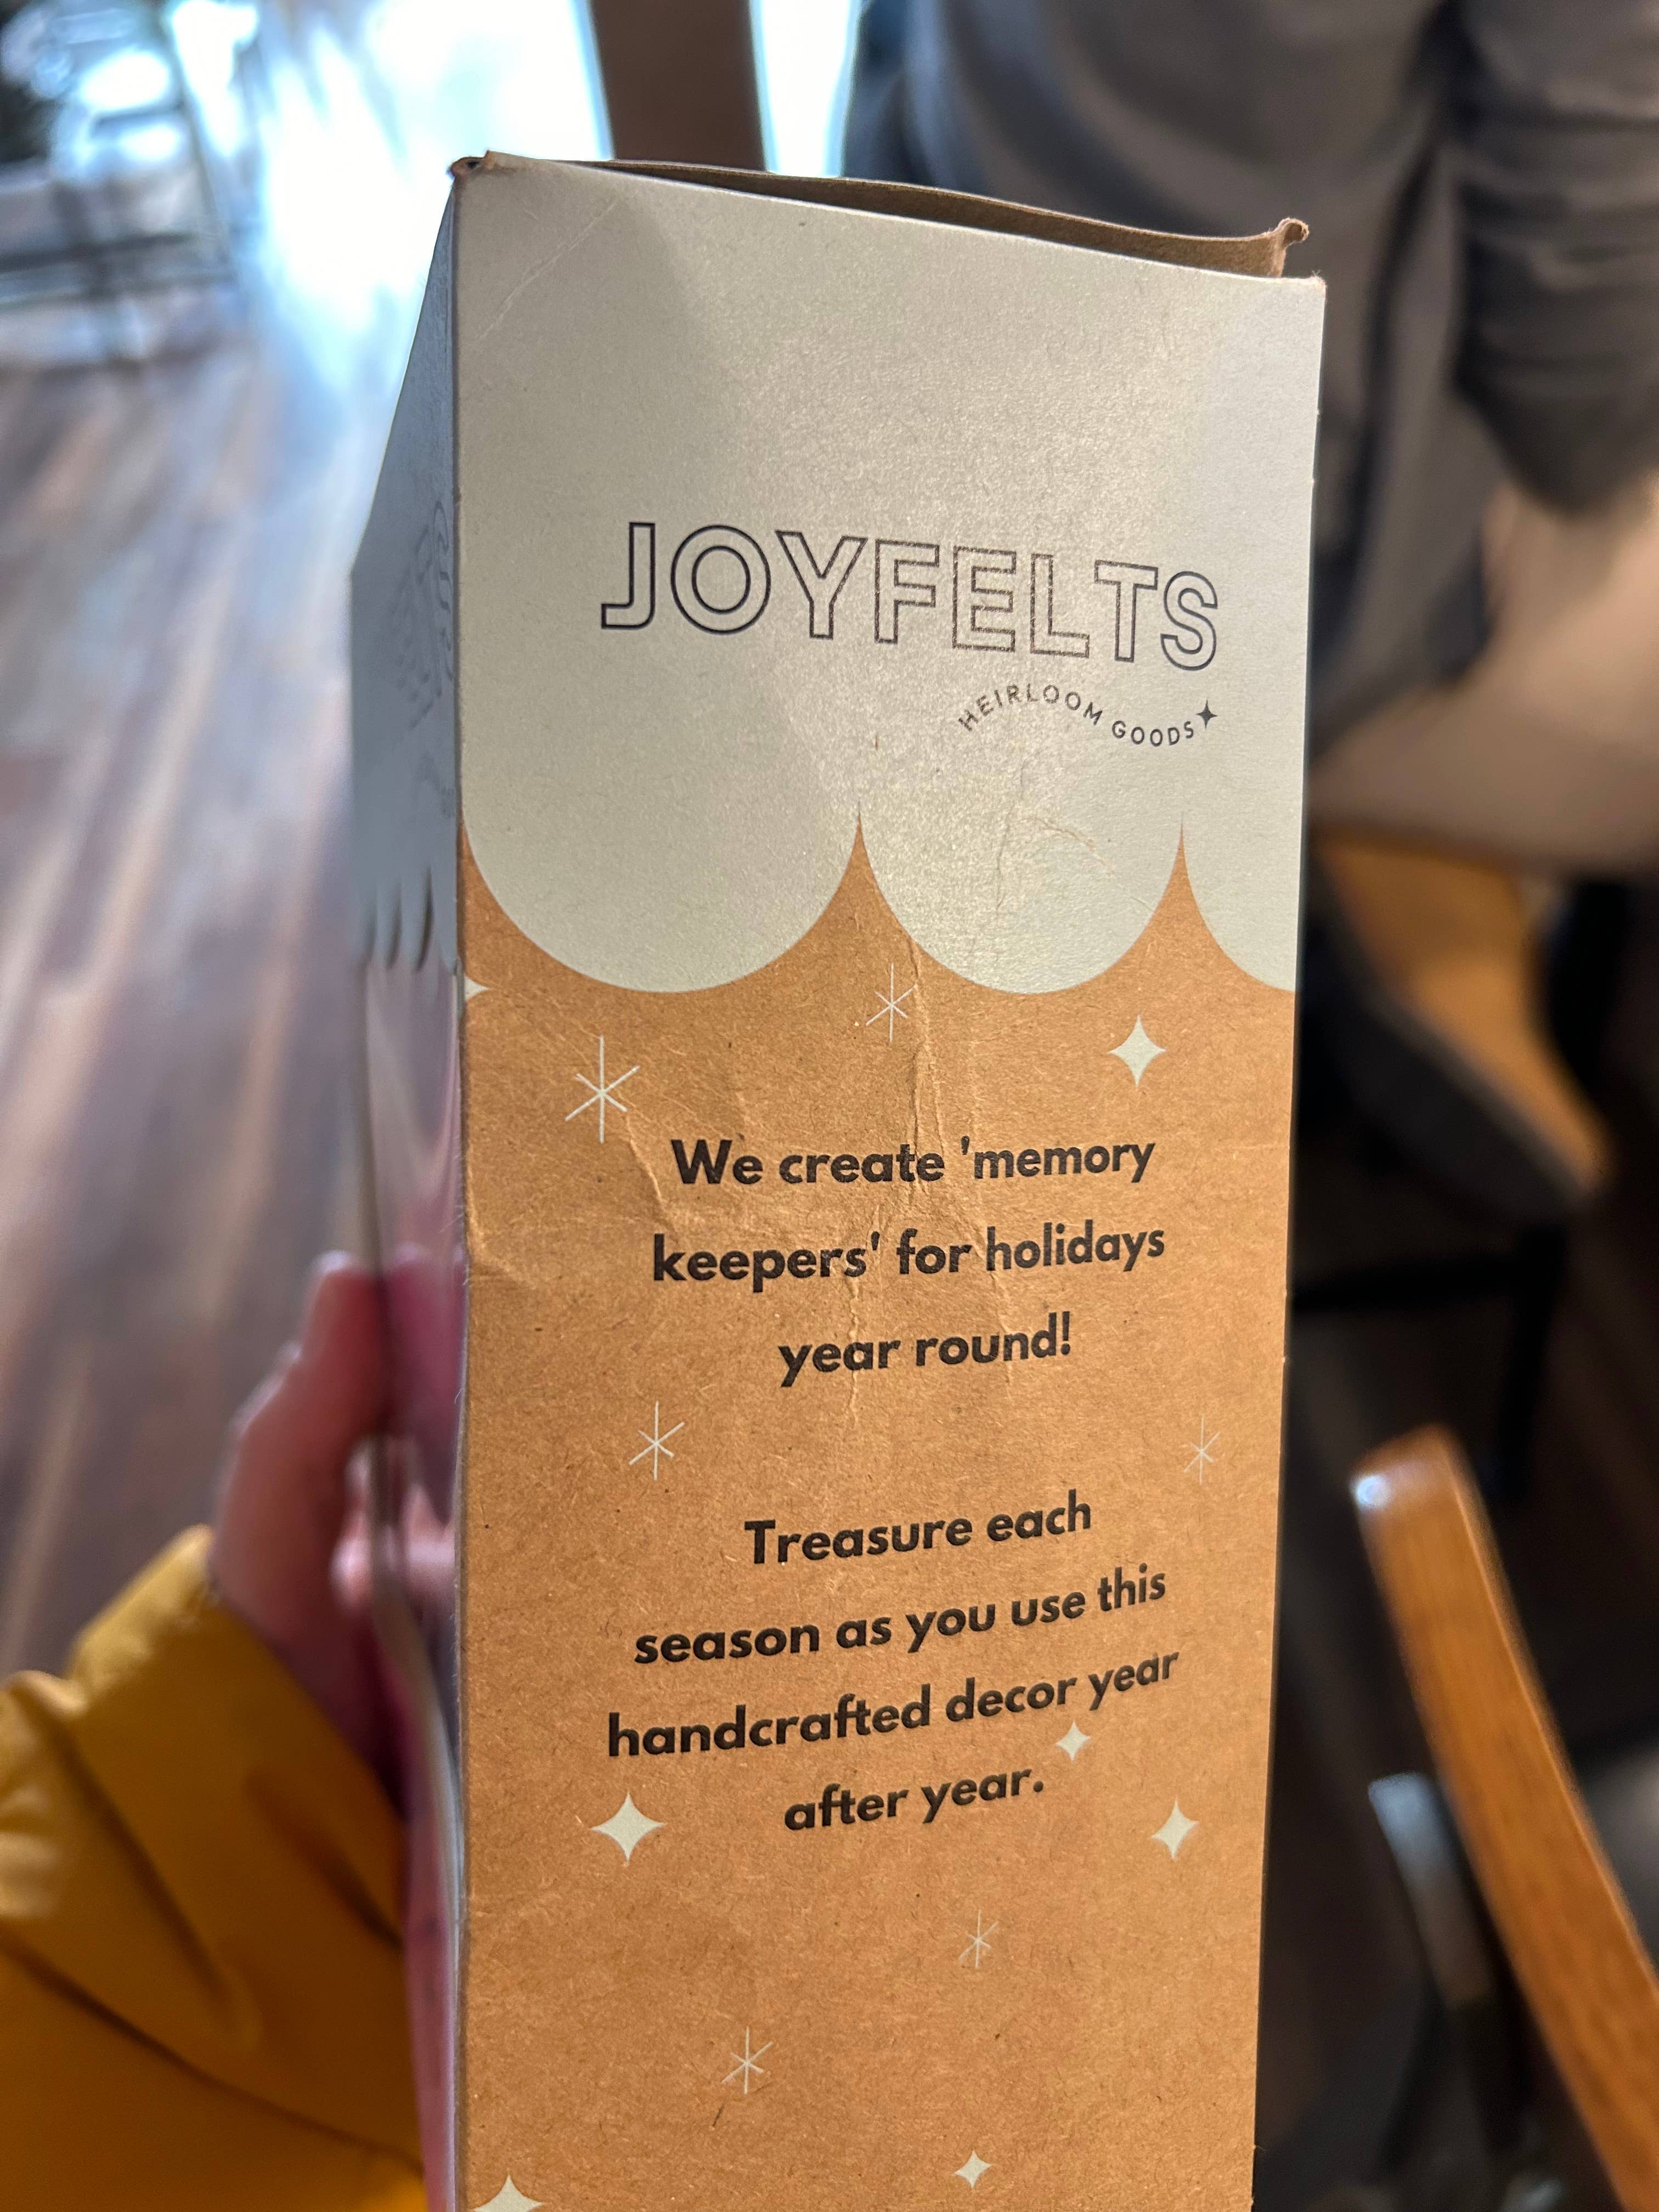 JOYFELTS
HEIRLOOM GOODS
We create 'memory
keepers' for holidays
year round!
Treasure each
season as you use this
handcrafted decor year
after year.